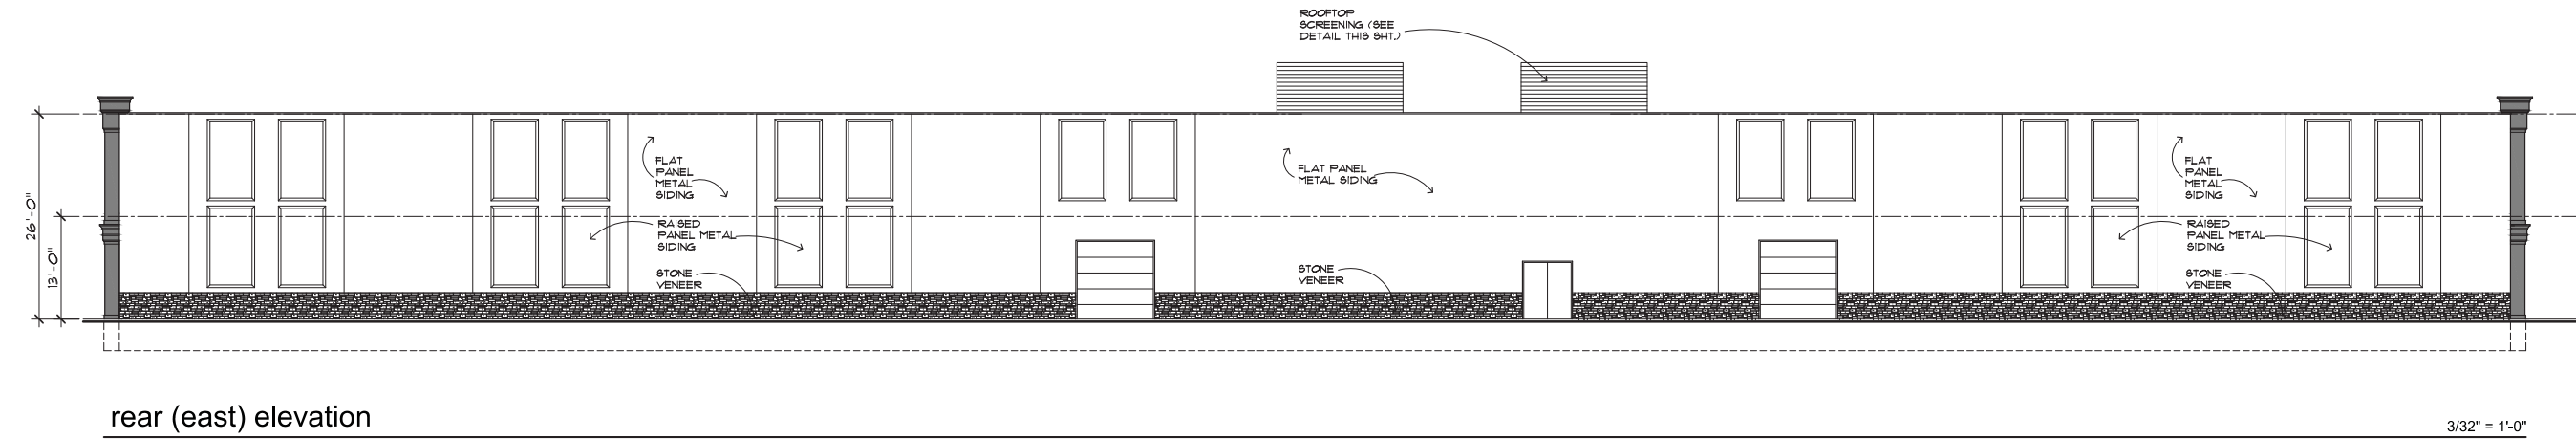 ROOFTOP
SCREENING (SEE
DETAIL THIS SHT.)
26'-0"
13'-0"
FLAT
PANEL
METAL
SIDING
RAISED
PANEL METAL
SIDING
STONE
VENEER
FLAT PANEL
METAL SIDING
STONE
VENEER
FLAT
PANEL
METAL
SIDING
RAISED
PANEL METAL
SIDING
STONE
VENEER
rear (east) elevation
3/32" = 1'-0"